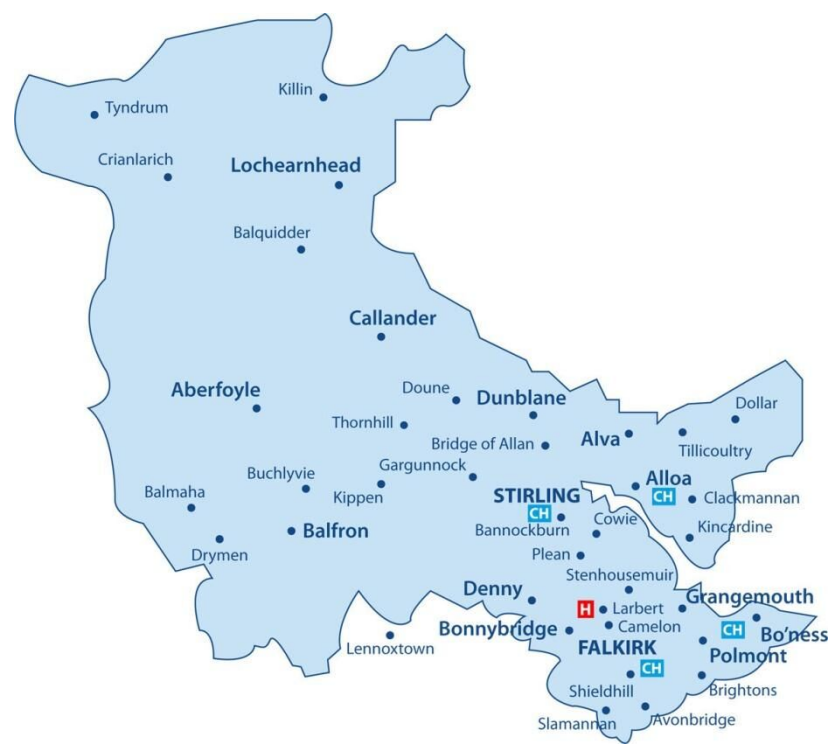 Killin
Tyndrum
Crianlarich
Lochearnhead
Balquidder
Callander
Aberfoyle
Doune
Dunblane
Dollar
Thornhill
Bridge of Allan
Alva
Tillicoultry
Gargunnock
Buchlyvie
Kippen
Alloa
CH
Clackmannan
Balmaha
STIRLING
CH
Bannockburn
Cowie
Kincardine
Balfron
Drymen
Plean
Stenhousemuir
Denny
Grangemouth
H
Larbert
Camelon
Bonnybridge
CH
Bo'ness
Lennoxtown
FALKIRK
Polmont
CH
Shieldhill
Brightons
Slamannan
Avonbridge